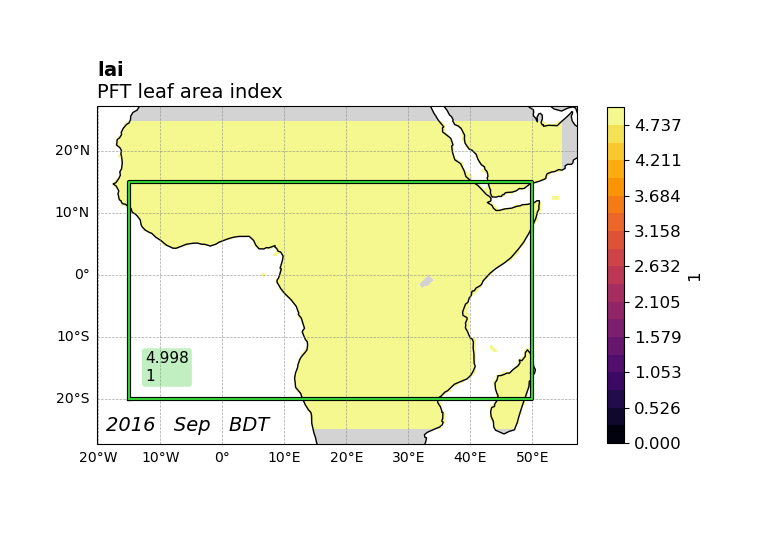 lai
PFT leaf area index
20°N
10°N
0°
10°S
20°S
4.998
1
2016 Sep BDT
20°W 10°W 0° 10°E 20°E 30°E 40°E 50°E
4.737
4.211
3.684
3.158
2.632
2.105
1.579
1.053
0.526
0.000
1